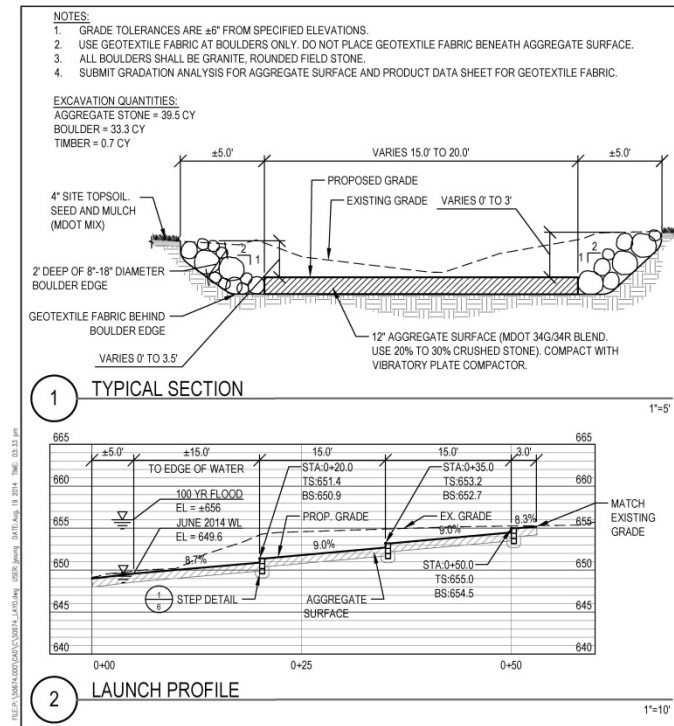 NOTES:
1. GRADE TOLERANCES ARE ±6" FROM SPECIFIED ELEVATIONS.
2. USE GEOTEXTILE FABRIC AT BOULDERS ONLY. DO NOT PLACE GEOTEXTILE FABRIC BENEATH AGGREGATE SURFACE.
3. ALL BOULDERS SHALL BE GRANITE, ROUNDED FIELD STONE.
4. SUBMIT GRADATION ANALYSIS FOR AGGREGATE SURFACE AND PRODUCT DATA SHEET FOR GEOTEXTILE FABRIC.
EXCAVATION QUANTITIES:
AGGREGATE STONE = 39.5 CY
BOULDER = 33.3 CY
TIMBER = 0.7 CY
±5.0'
VARIES 15.0' TO 20.0'
±5.0'
PROPOSED GRADE
EXISTING GRADE
VARIES 0' TO 3'
4" SITE TOPSOIL.
SEED AND MULCH
(MDOT MIX)
2
1
2
1
2' DEEP OF 8"-18" DIAMETER
BOULDER EDGE
GEOTEXTILE FABRIC BEHIND
BOULDER EDGE
VARIES 0' TO 3.5'
12" AGGREGATE SURFACE (MDOT 34G/34R BLEND.
USE 20% TO 30% CRUSHED STONE). COMPACT WITH
VIBRATORY PLATE COMPACTOR.
1
TYPICAL SECTION
1"=5'
665
665
±5.0'
±15.0'
15.0'
15.0'
3.0'
TO EDGE OF WATER
STA:0+20.0
TS:651.4
BS:650.9
STA:0+35.0
TS:653.2
BS:652.7
660
660
100 YR FLOOD
EL = ±656
655
655
JUNE 2014 WL
EL = 649.6
PROP. GRADE
EX. GRADE
8.7%
9.0%
9.0%
8.3%
MATCH
EXISTING
GRADE
650
650
STA:0+50.0
TS:655.0
BS:654.5
1
6
STEP DETAIL
AGGREGATE
SURFACE
645
645
640
640
0+00
0+25
0+50
2
LAUNCH PROFILE
1"=10'
DATE:Aug, 19 2014 TIME: 03:33 pm